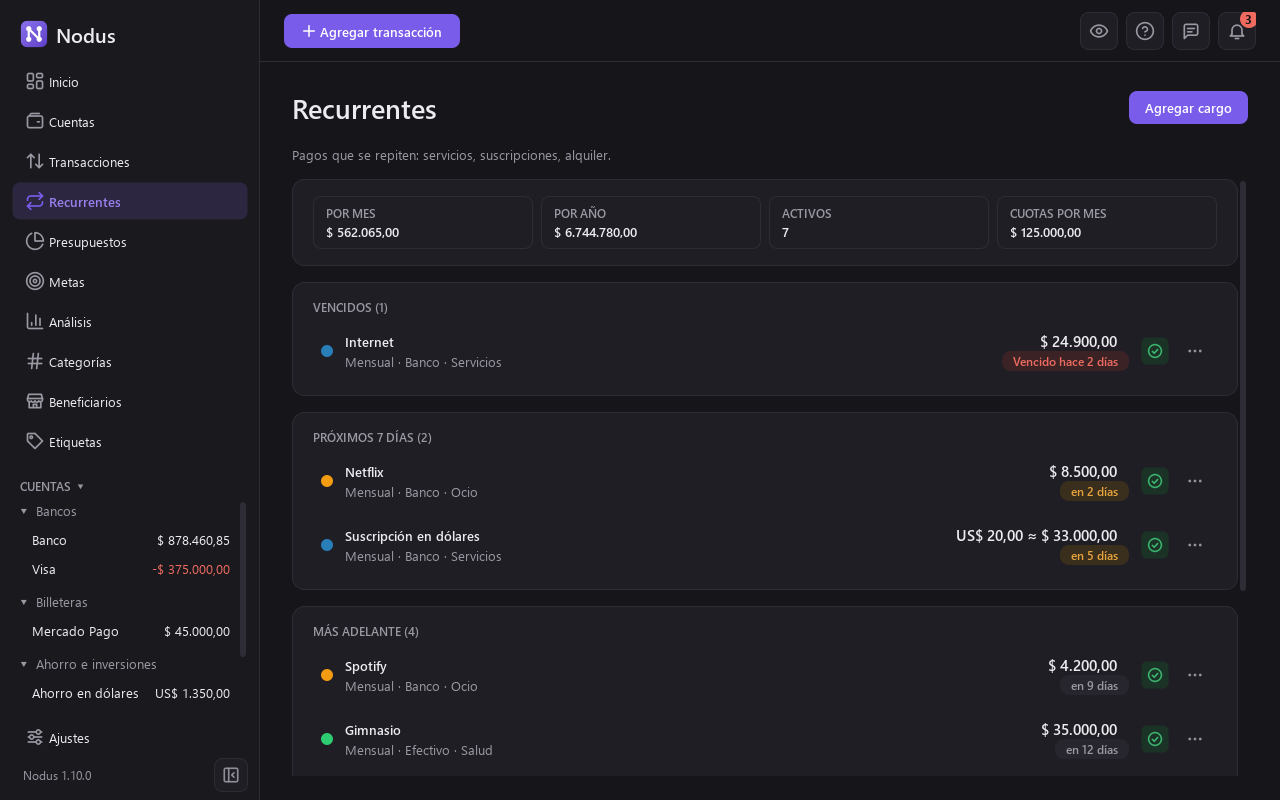 Nodus
Inicio
Cuentas
Transacciones
Recurrentes
Presupuestos
Metas
Análisis
Categorías
Beneficiarios
Etiquetas
CUENTAS
Bancos
Banco $ 878.460,85
Visa -$ 375.000,00
Billeteras
Mercado Pago $ 45.000,00
Ahorro e inversiones
Ahorro en dólares US$ 1.350,00
Ajustes
Nodus 1.10.0
Agregar transacción
3
Recurrentes
Agregar cargo
Pagos que se repiten: servicios, suscripciones, alquiler.
POR MES
$ 562.065,00
POR AÑO
$ 6.744.780,00
ACTIVOS
7
CUOTAS POR MES
$ 125.000,00
VENCIDOS (1)
Internet
Mensual · Banco · Servicios
$ 24.900,00
Vencido hace 2 días
PRÓXIMOS 7 DÍAS (2)
Netflix
Mensual · Banco · Ocio
$ 8.500,00
en 2 días
Suscripción en dólares
Mensual · Banco · Servicios
US$ 20,00 ≈ $ 33.000,00
en 5 días
MÁS ADELANTE (4)
Spotify
Mensual · Banco · Ocio
$ 4.200,00
en 9 días
Gimnasio
Mensual · Efectivo · Salud
$ 35.000,00
en 12 días